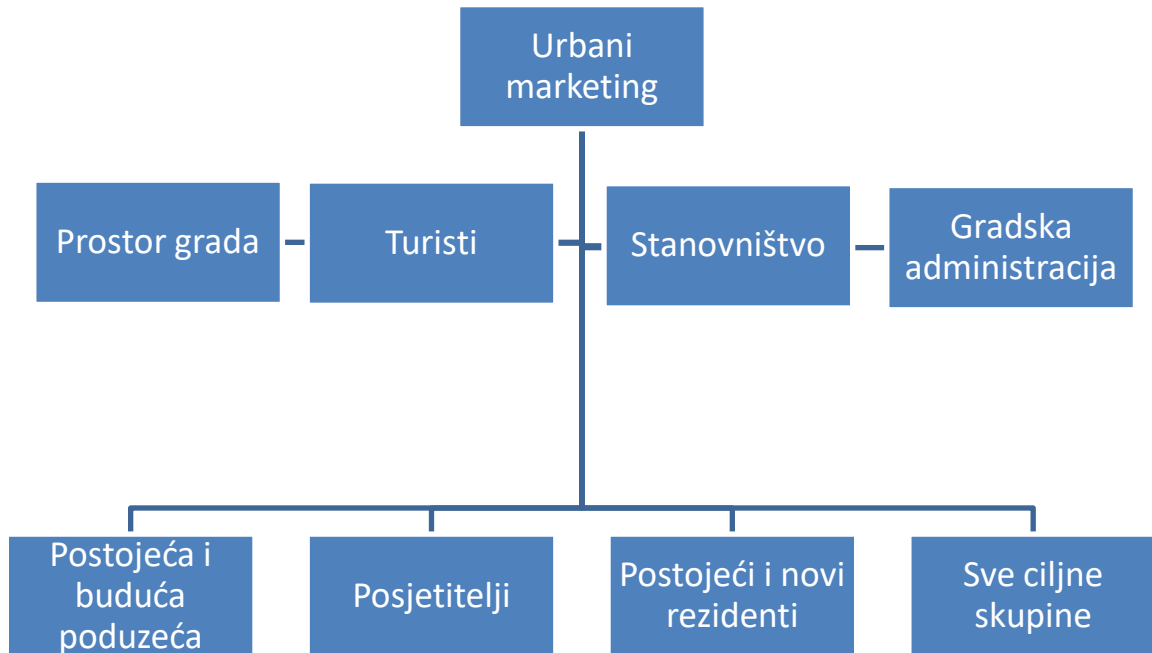 Urbani
marketing
Prostor grada
Turisti
Stanovništvo
Gradska
administracija
Postojeća i
buduća
poduzeća
Posjetitelji
Postojeći i novi
rezidenti
Sve ciljne
skupine